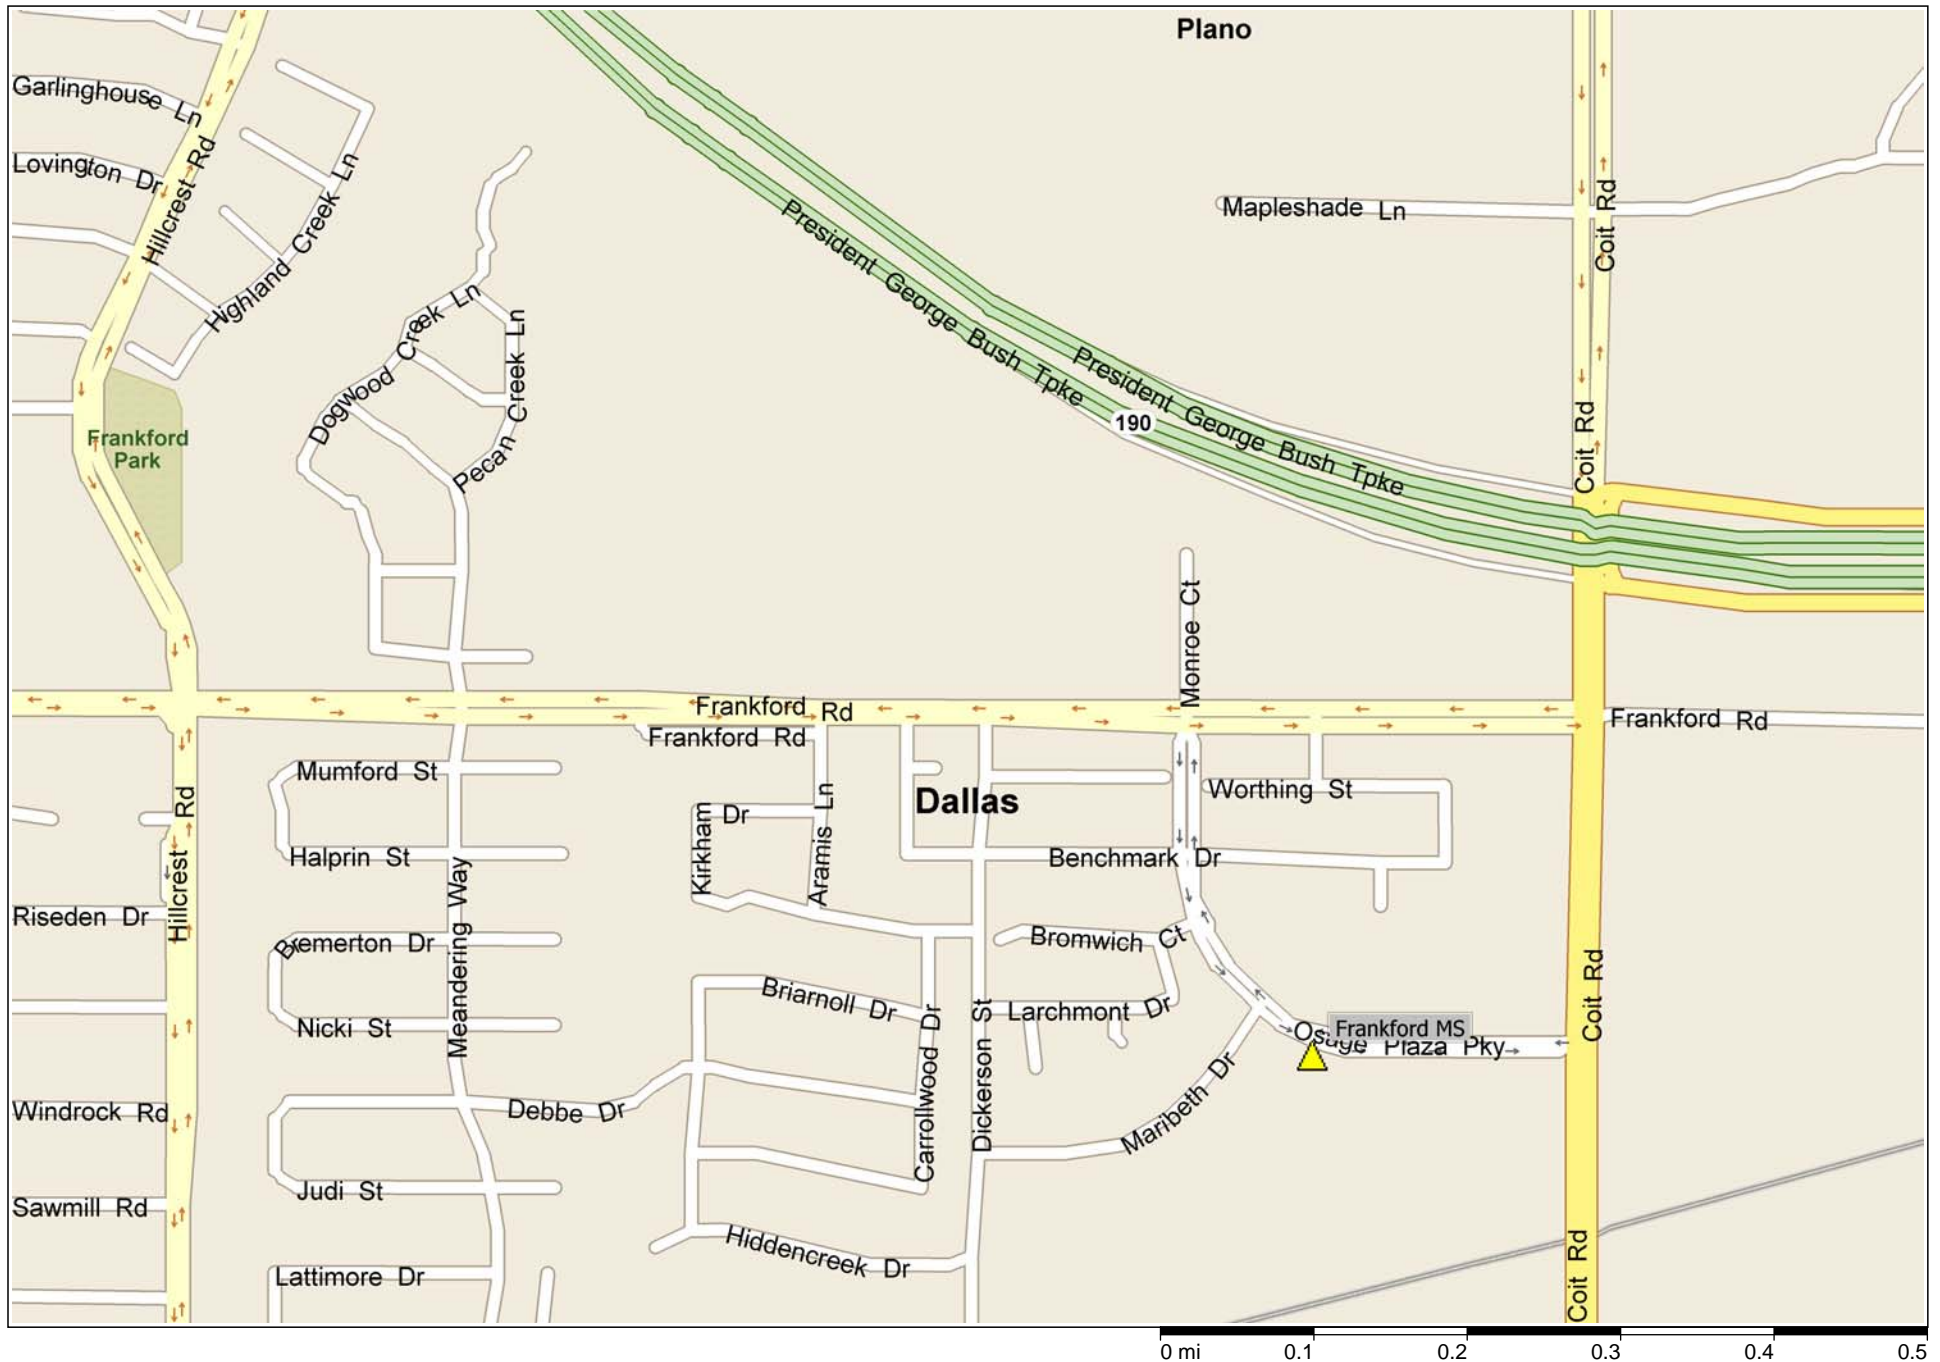 Plano
Garlinghouse Ln
Lovington Dr
Hillcrest Rd
Highland Creek Ln
Mapleshade Ln
Coit Rd
President George Bush Tpke
President George Bush Tpke
190
Dogwood Creek Ln
Pecan Creek Ln
Coit Rd
Frankford
Park
Monroe Ct
Frankford Rd
Frankford Rd
Frankford Rd
Mumford St
Hillcrest Rd
Halprin St
Meandering Way
Kirkham Dr
Aramis Ln
Dallas
Worthing St
Benchmark Dr
Riseden Dr
Bremerton Dr
Bromwich Ct
Coit Rd
Nicki St
Briarnoll Dr
Carrollwood Dr
Dickerson St
Larchmont Dr
Frankford MS
Osage Plaza Pky
Maribeth Dr
Windrock Rd
Debbe Dr
Judi St
Sawmill Rd
Hiddencreek Dr
Lattimore Dr
Coit Rd
0 mi 0.1 0.2 0.3 0.4 0.5